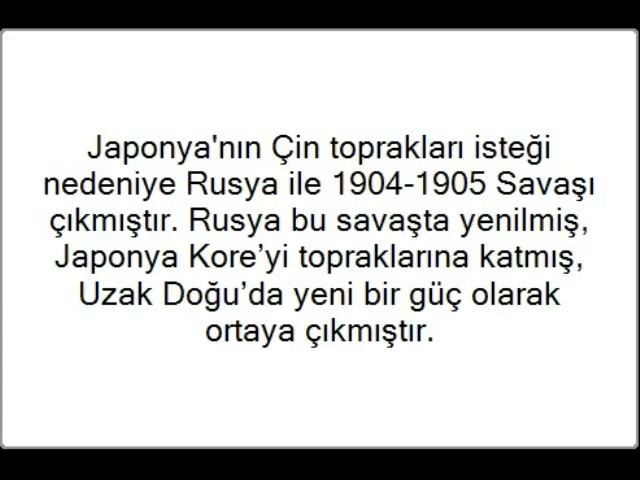 Japonya'nın Çin toprakları isteği
nedeniye Rusya ile 1904-1905 Savaşı
çıkmıştır. Rusya bu savaşta yenilmiş,
Japonya Kore’yi topraklarına katmış,
Uzak Doğu’da yeni bir güç olarak
ortaya çıkmıştır.